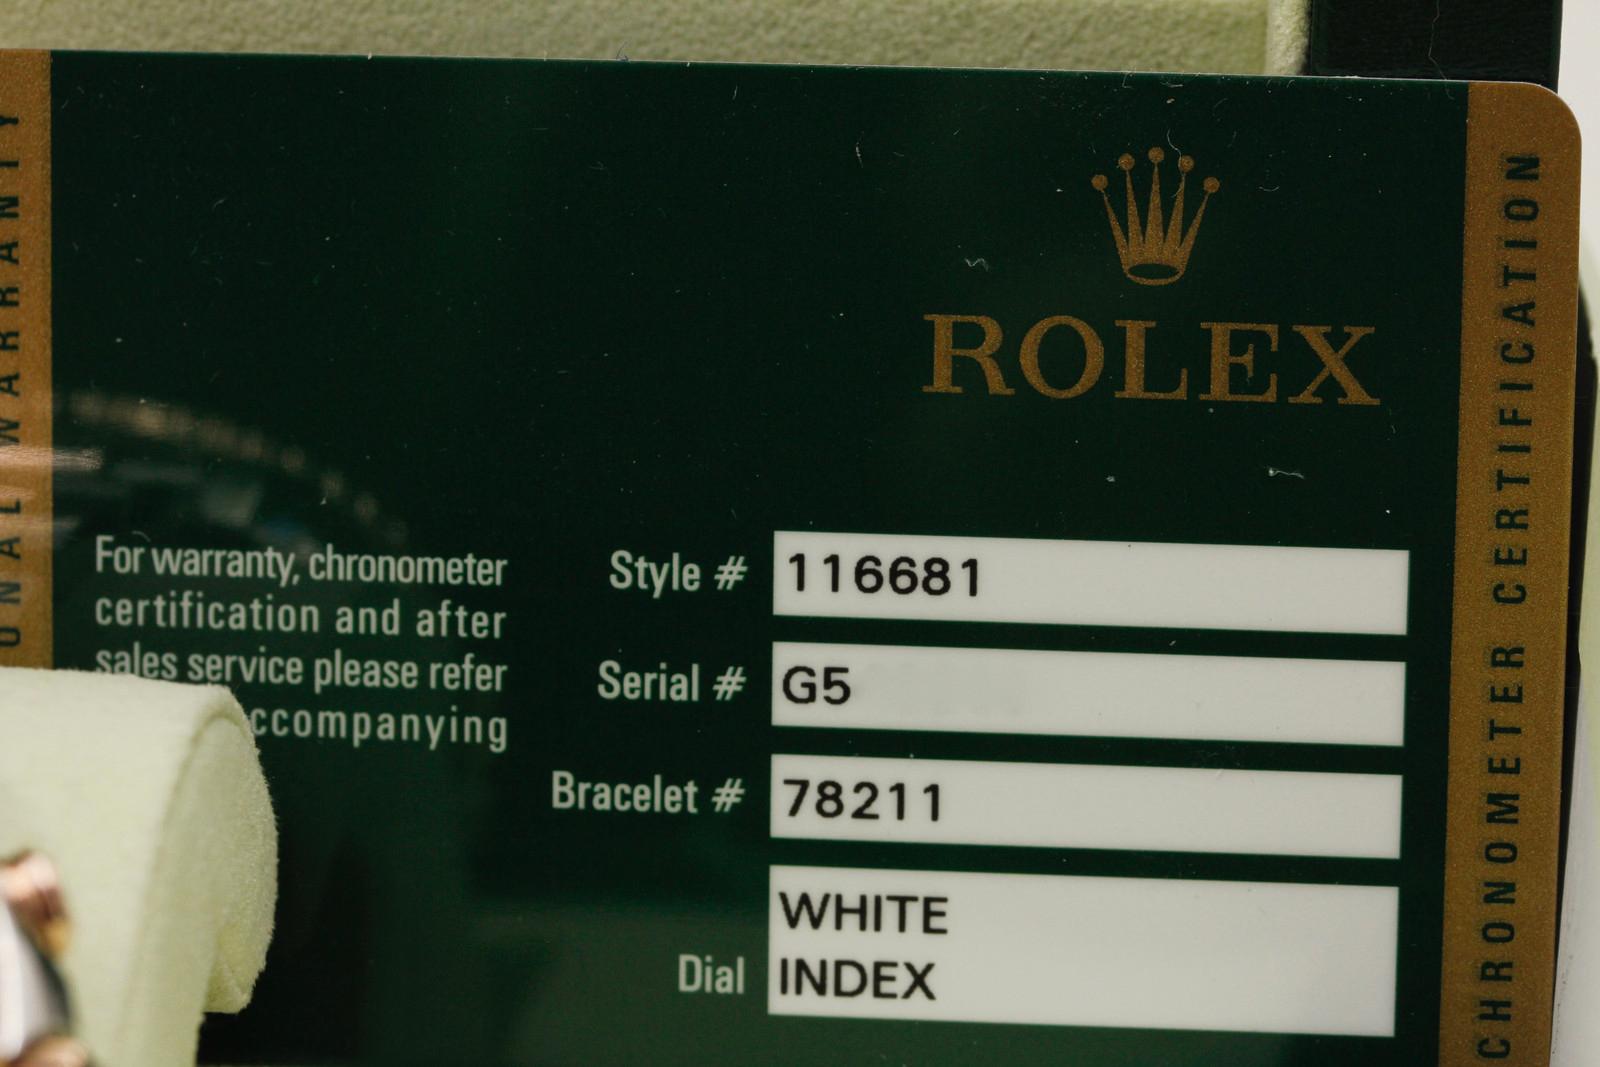 ROLEX
For warranty, chronometer
certification and after
sales service please refer
ccompanying
Style # 116681
Serial # G5
Bracelet # 78211
Dial WHITE
INDEX
ONAL WARRANTY
CHRONOMETER CERTIFICATION